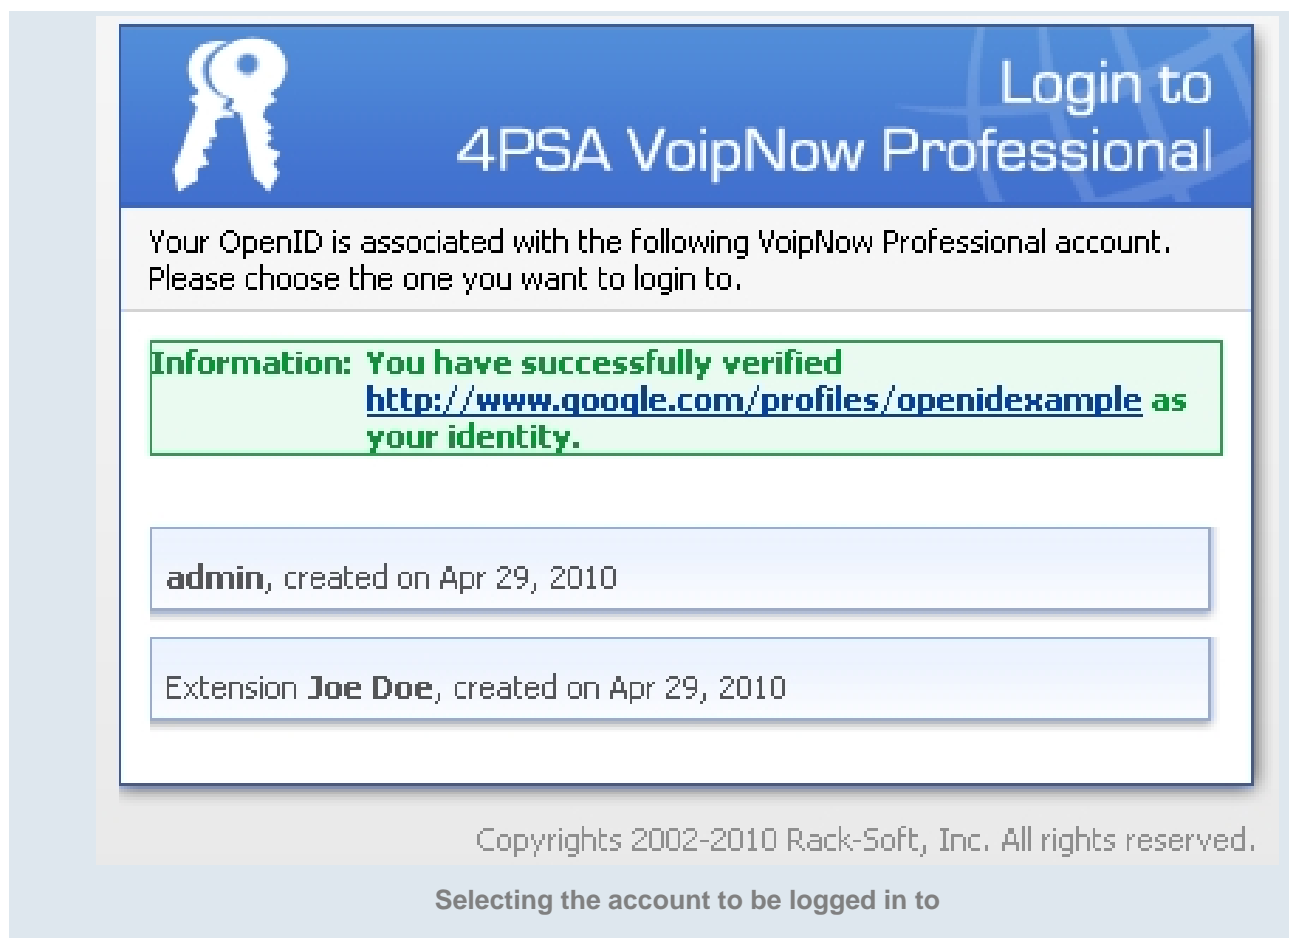 Login to
4PSA VoipNow Professional
Your OpenID is associated with the following VoipNow Professional account.
Please choose the one you want to login to.
Information: You have successfully verified
http://www.google.com/profiles/openidexample as
your identity.
admin, created on Apr 29, 2010
Extension Joe Doe, created on Apr 29, 2010
Copyrights 2002-2010 Rack-Soft, Inc. All rights reserved.
Selecting the account to be logged in to